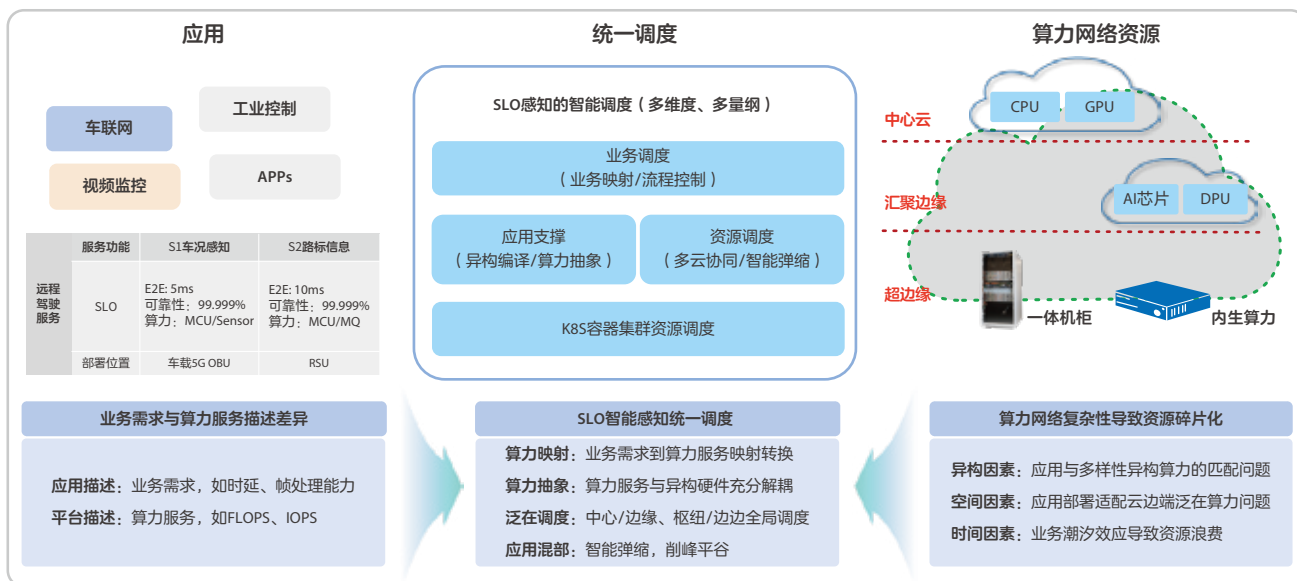 应用
统一调度
算力网络资源
车联网
工业控制
视频监控
APPs
远程
驾驶
服务
服务功能
S1车况感知
S2路标信息
SLO
E2E: 5ms
可靠性：99.999%
算力：MCU/Sensor
E2E: 10ms
可靠性：99.999%
算力：MCU/MQ
部署位置
车载5G OBU
RSU
SLO感知的智能调度（多维度、多量纲）
业务调度
（业务映射/流程控制）
应用支撑
（异构编译/算力抽象）
资源调度
（多云协同/智能弹缩）
K8S容器集群资源调度
CPU
GPU
中心云
AI芯片
DPU
汇聚边缘
超边缘
一体机柜
内生算力
业务需求与算力服务描述差异
应用描述：业务需求，如时延、帧处理能力
平台描述：算力服务，如FLOPS、IOPS
SLO智能感知统一调度
算力映射：业务需求到算力服务映射转换
算力抽象：算力服务与异构硬件充分解耦
泛在调度：中心/边缘、枢纽/边边全局调度
应用混部：智能弹缩，削峰平谷
算力网络复杂性导致资源碎片化
异构因素：应用与多样性异构算力的匹配问题
空间因素：应用部署适配云边端泛在算力问题
时间因素：业务潮汐效应导致资源浪费